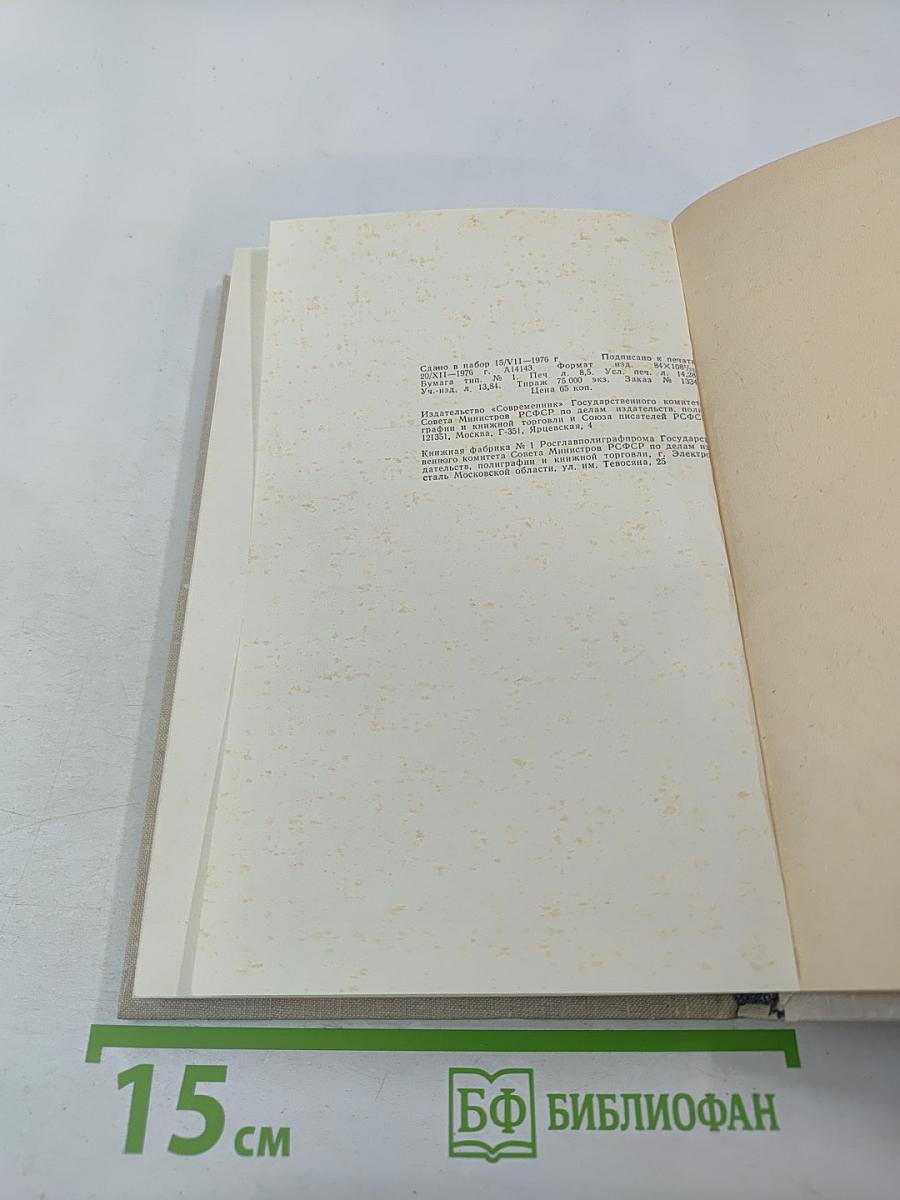 Сдано в набор 15/VII—1976 г. Подписано к печати
20/XII—1976 г. А14143. Формат изд. 84×108¹/₃₂
Бумага тип. № 1. Печ л. 8,5. Усл. печ. л. 14,28
Уч.-изд. л. 13,84. Тираж 75 000 экз. Заказ № 1334
Цена 65 коп.
Издательство «Современник» Государственного комитета
Совета Министров РСФСР по делам издательств, поли-
графии и книжной торговли и Союза писателей РСФСР
121351, Москва, Г-351, Ярцевская, 4
Книжная фабрика № 1 Росглавполиграфпрома Государст-
венного комитета Совета Министров РСФСР по делам из-
дательств, полиграфии и книжной торговли, г. Электро-
сталь Московской области, ул. им. Тевосяна, 25
15 см
БФ БИБЛИОФАН